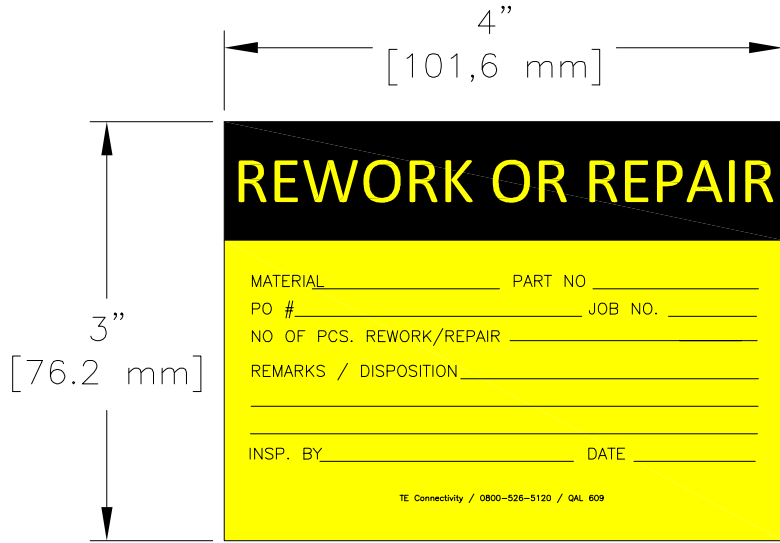 4”
[101,6 mm]
REWORK OR REPAIR
MATERIAL PART NO
PO # JOB NO.
NO OF PCS. REWORK/REPAIR
3”
[76.2 mm]
REMARKS / DISPOSITION
INSP. BY DATE
TE Connectivity / 0800-526-5120 / QAL 609